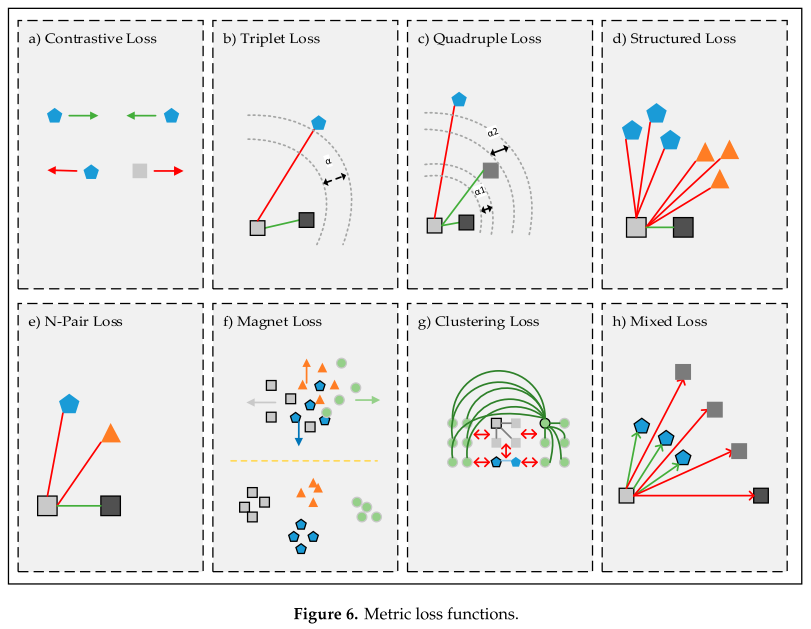 a) Contrastive Loss
b) Triplet Loss
α
c) Quadruple Loss
α2
α1
d) Structured Loss
e) N-Pair Loss
f) Magnet Loss
g) Clustering Loss
h) Mixed Loss
Figure 6. Metric loss functions.